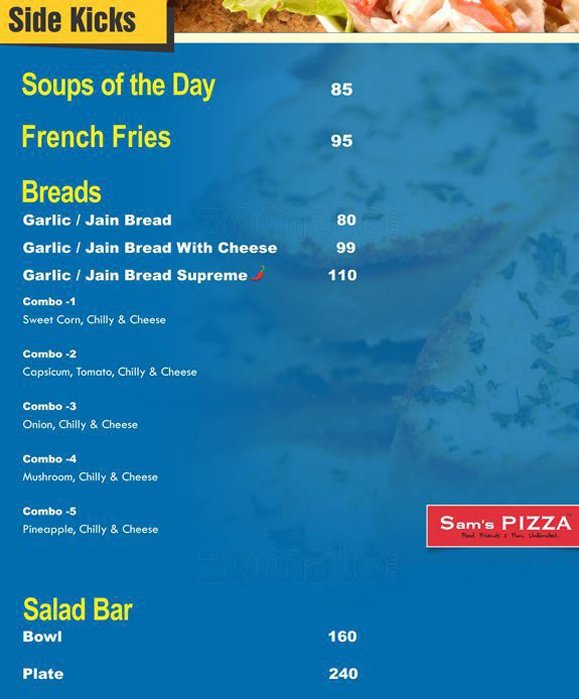 Side Kicks
Soups of the Day 85
French Fries 95
Breads
Garlic / Jain Bread 80
Garlic / Jain Bread With Cheese 99
Garlic / Jain Bread Supreme 110
Combo -1
Sweet Corn, Chilly & Cheese
Combo -2
Capsicum, Tomato, Chilly & Cheese
Combo -3
Onion, Chilly & Cheese
Combo -4
Mushroom, Chilly & Cheese
Combo -5
Pineapple, Chilly & Cheese
Sam's PIZZA
Food, Friends & Fun, Unlimited.
zomato
zomato
Salad Bar
Bowl 160
Plate 240